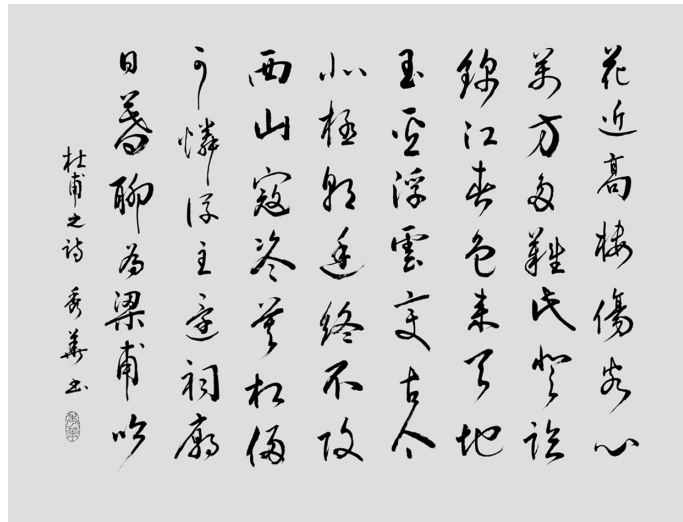 花近高樓傷客心
萬方多難此登臨
錦江春色來天地
玉壘浮雲變古今
北極朝廷終不改
西山寇盜莫相侵
可憐後主還祠廟
日暮聊為梁甫吟
杜甫之詩 秀華書